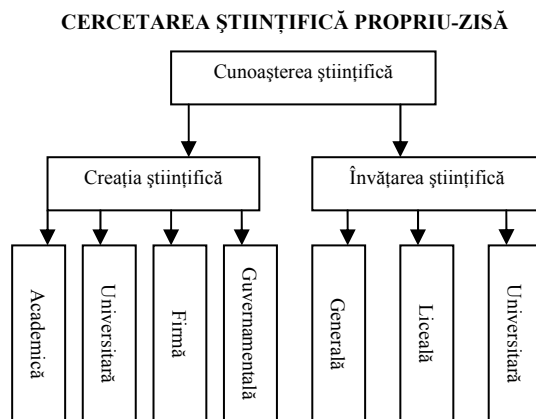 CERCETAREA ŞTIINŢIFICĂ PROPRIU-ZISĂ
Cunoaşterea ştiinţifică
Creaţia ştiinţifică
Învăţarea ştiinţifică
Academică
Universitară
Firmă
Guvernamentală
Generală
Liceală
Universitară